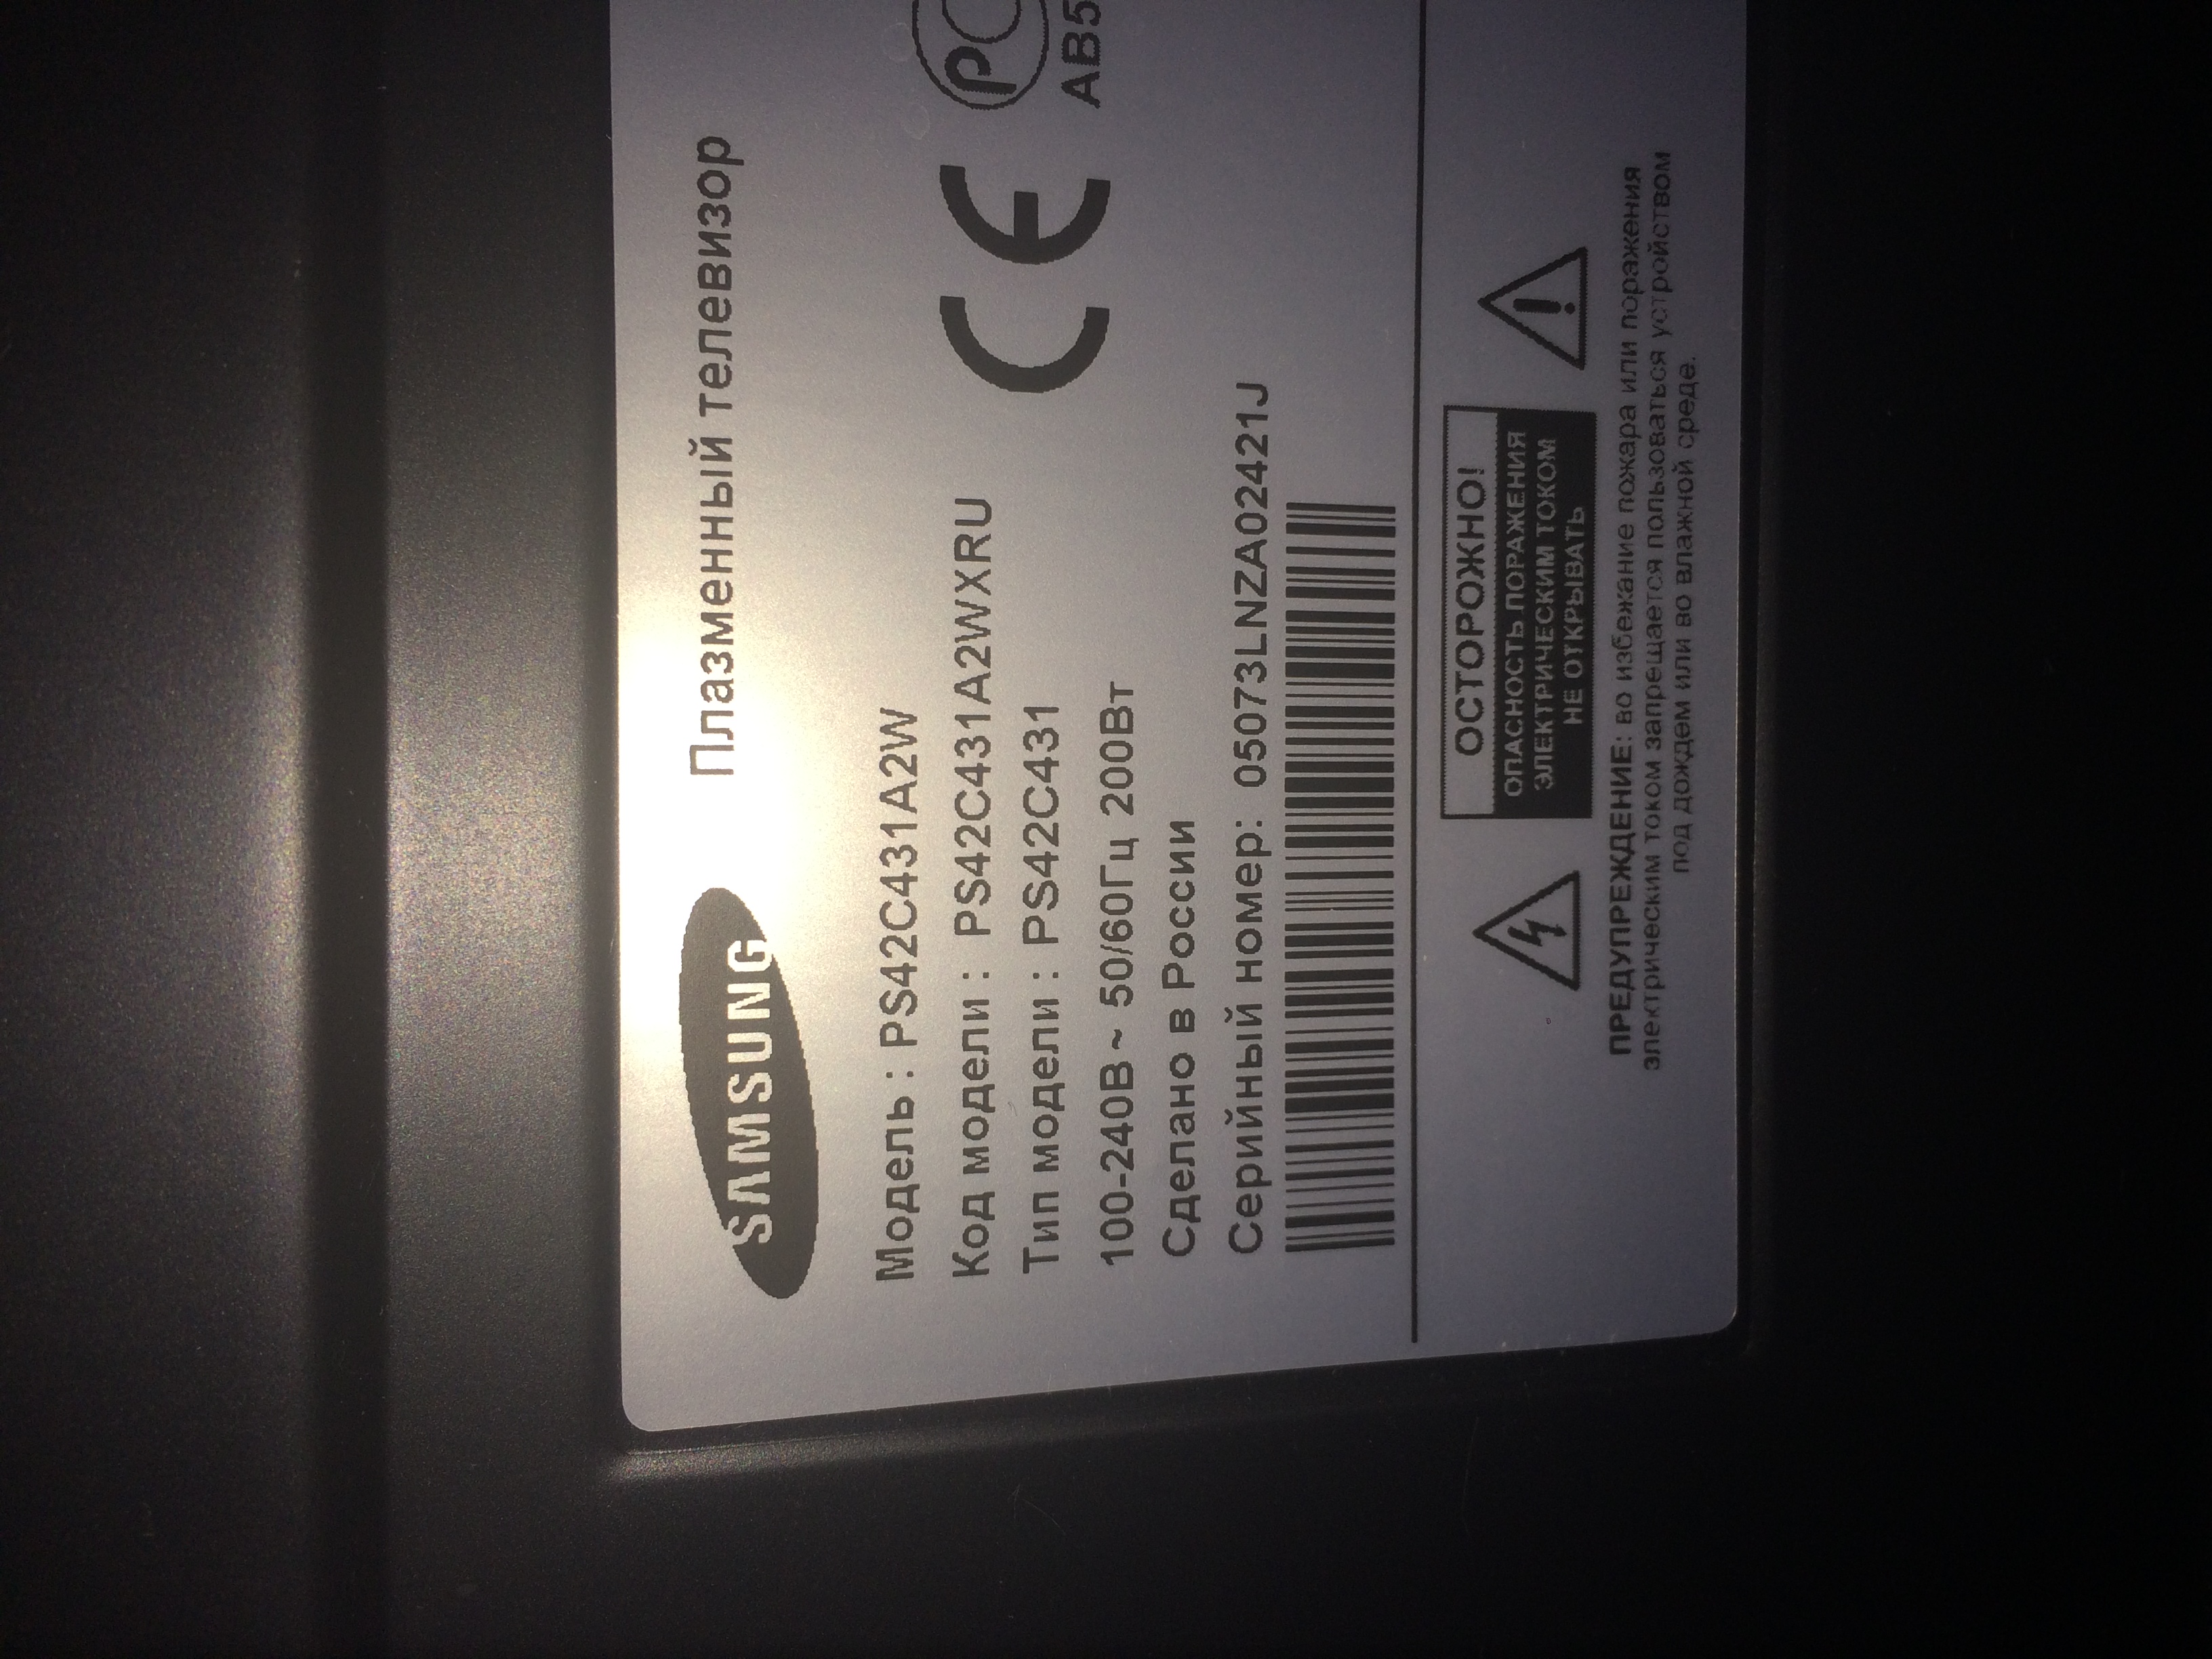 SAMSUNG Плазменный телевизор
Модель : PS42C431A2W
Код модели : PS42C431A2WXRU
Тип модели : PS42C431
100-240В ~ 50/60Гц 200Вт
Сделано в России
Серийный номер: 05073LNZA02421J
CE
АВ5
ОСТОРОЖНО!
ОПАСНОСТЬ ПОРАЖЕНИЯ
ЭЛЕКТРИЧЕСКИМ ТОКОМ
НЕ ОТКРЫВАТЬ
ПРЕДУПРЕЖДЕНИЕ: во избежание пожара или поражения
электрическим током запрещается пользоваться устройством
под дождем или во влажной среде.